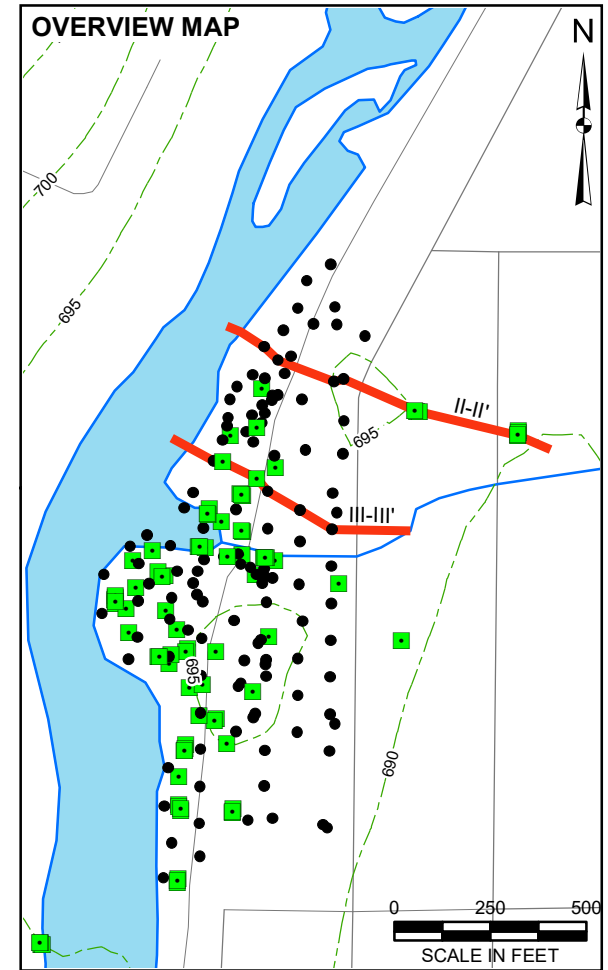 OVERVIEW MAP
N
700
695
II-II'
695
III-III'
695
690
0 250 500
SCALE IN FEET